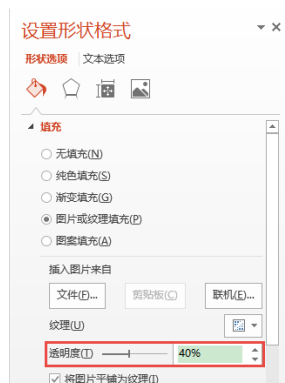 设置形状格式
形状选项 文本选项
填充
无填充(N)
纯色填充(S)
渐变填充(G)
图片或纹理填充(P)
图案填充(A)
插入图片来自
文件(F)... 剪贴板(C) 联机(E)...
纹理(U)
透明度(T) 40%
将图片平铺为纹理(I)